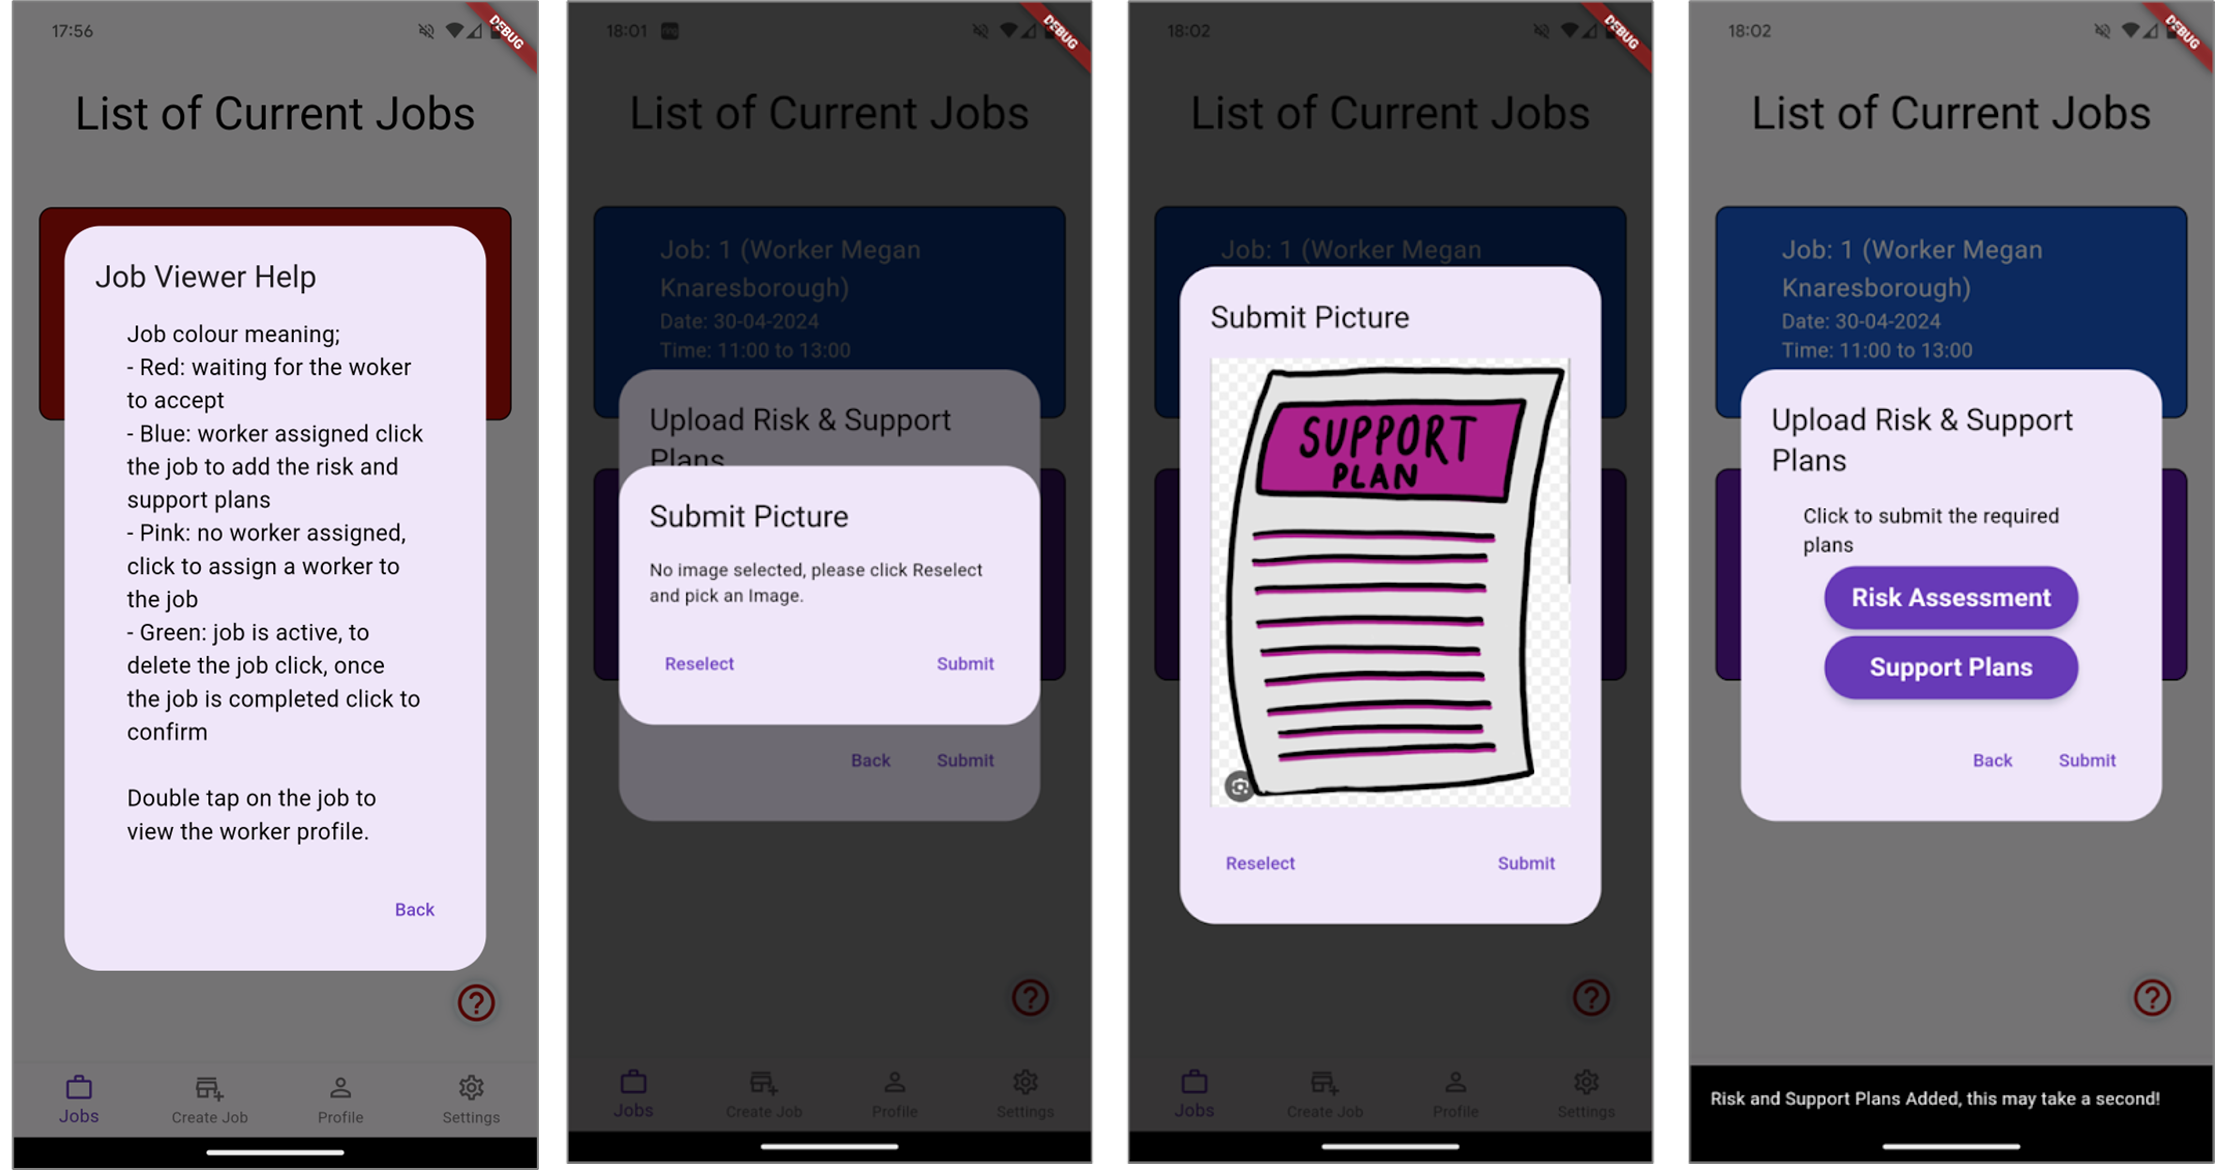 17:56
DEBUG
List of Current Jobs
Job Viewer Help
Job colour meaning;
- Red: waiting for the woker
to accept
- Blue: worker assigned click
the job to add the risk and
support plans
- Pink: no worker assigned,
click to assign a worker to
the job
- Green: job is active, to
delete the job click, once
the job is completed click to
confirm
Double tap on the job to
view the worker profile.
Back
Jobs
Create Job
Profile
Settings
18:01
DEBUG
List of Current Jobs
Job: 1 (Worker Megan
Knaresborough)
Date: 30-04-2024
Time: 11:00 to 13:00
Upload Risk & Support
Plans
Submit Picture
No image selected, please click Reselect
and pick an Image.
Reselect
Submit
Back
Submit
Jobs
Create Job
Profile
Settings
18:02
DEBUG
List of Current Jobs
Job: 1 (Worker Megan
Submit Picture
SUPPORT
PLAN
Reselect
Submit
Jobs
Create Job
Profile
Settings
18:02
DEBUG
List of Current Jobs
Job: 1 (Worker Megan
Knaresborough)
Date: 30-04-2024
Time: 11:00 to 13:00
Upload Risk & Support
Plans
Click to submit the required
plans
Risk Assessment
Support Plans
Back
Submit
Risk and Support Plans Added, this may take a second!